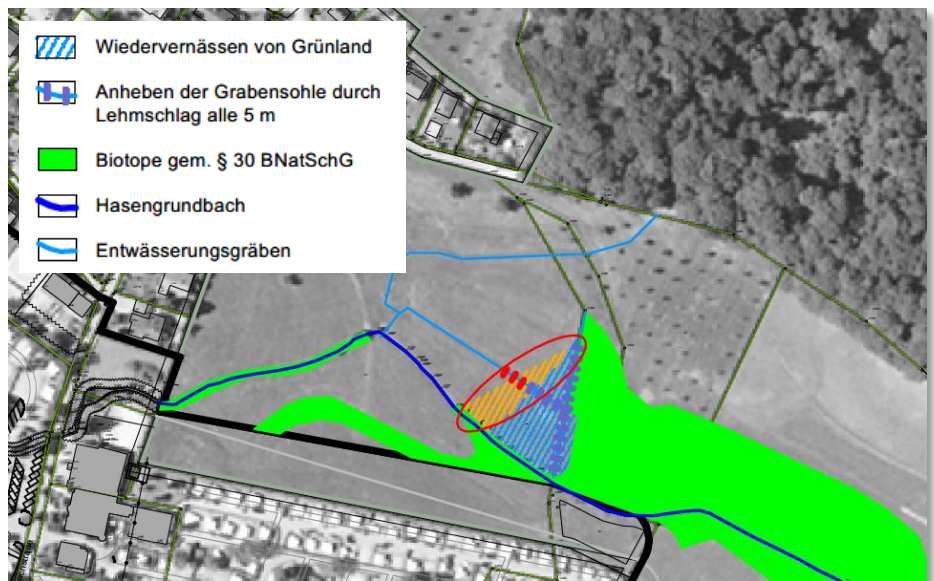 Wiedervernässen von Grünland
Anheben der Grabensohle durch
Lehmschlag alle 5 m
Biotope gem. § 30 BNatSchG
Hasengrundbach
Entwässerungsgräben